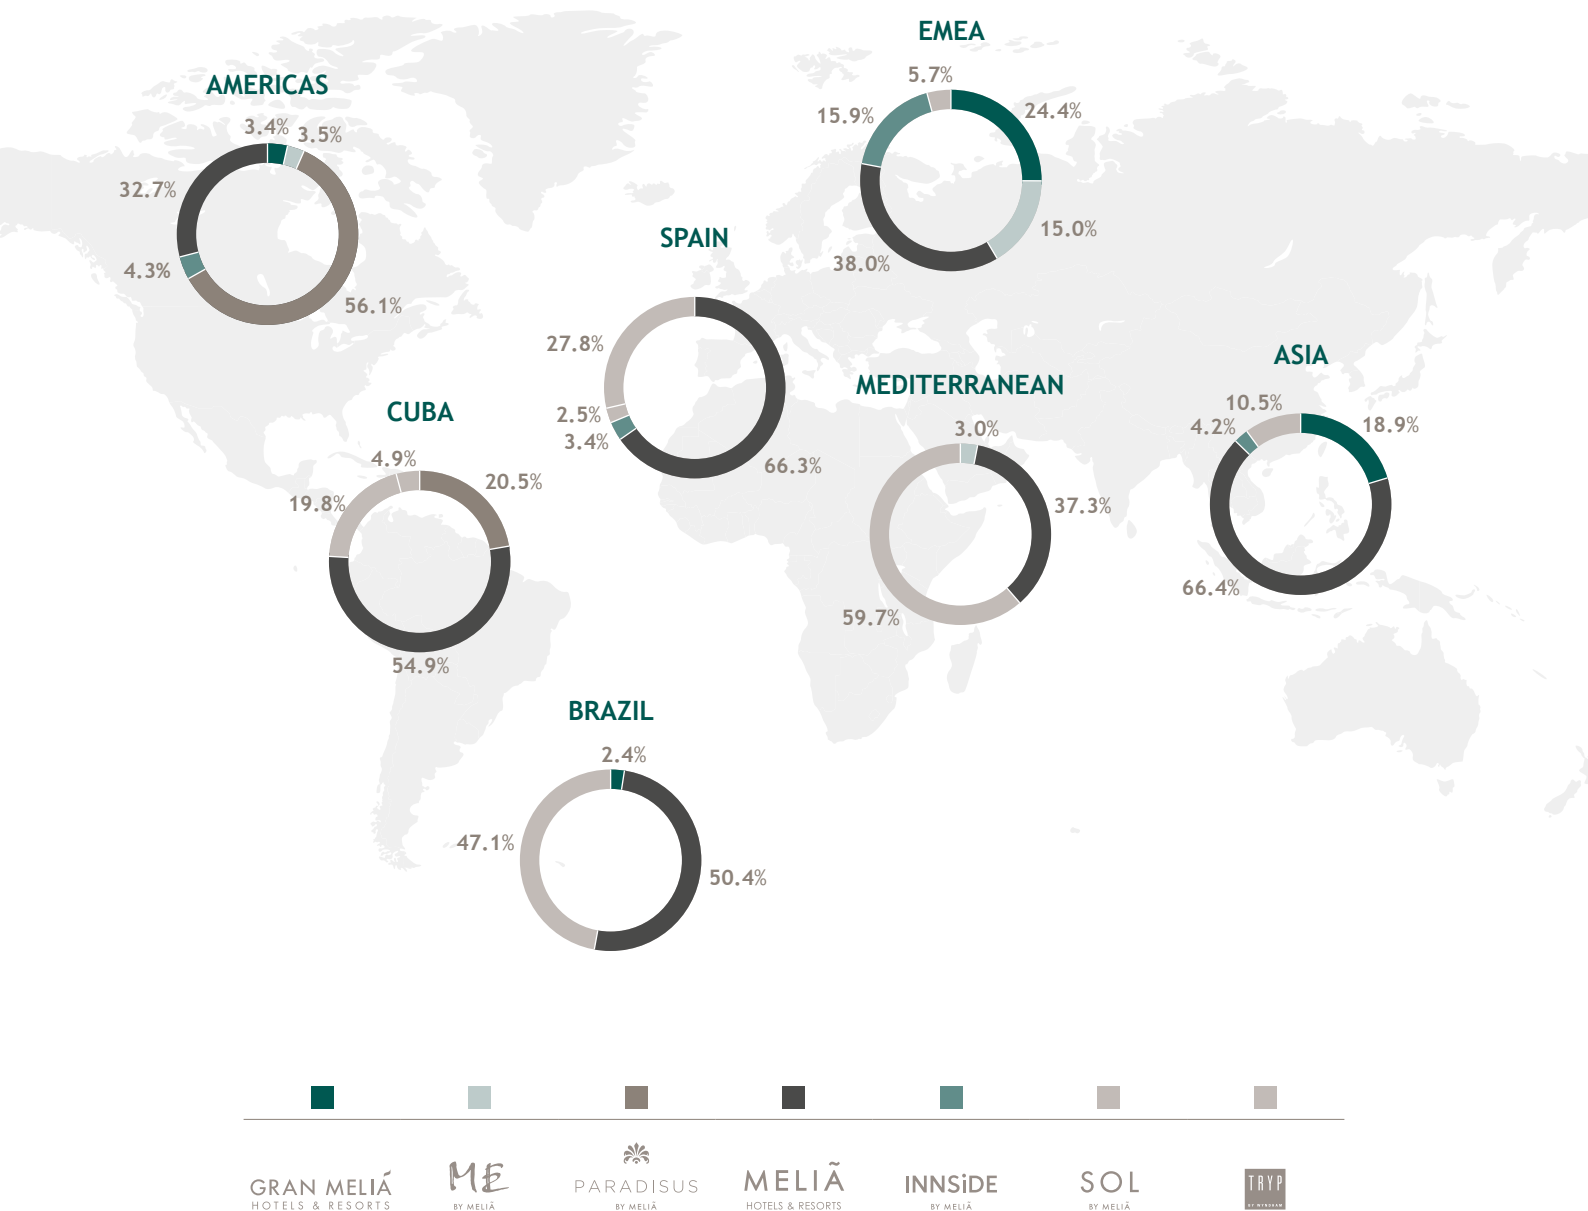 EMEA
5.7%
24.4%
15.9%
15.0%
38.0%
AMERICAS
3.4%
3.5%
32.7%
4.3%
56.1%
SPAIN
27.8%
2.5%
3.4%
66.3%
ASIA
10.5%
18.9%
4.2%
66.4%
MEDITERRANEAN
3.0%
37.3%
59.7%
CUBA
4.9%
20.5%
19.8%
54.9%
BRAZIL
2.4%
47.1%
50.4%
GRAN MELIÁ
HOTELS & RESORTS
ME
BY MELIÃ
PARADISUS
BY MELIÃ
MELIÃ
HOTELS & RESORTS
INNSiDE
BY MELIÃ
SOL
BY MELIÃ
TRYP
BY WYNDHAM